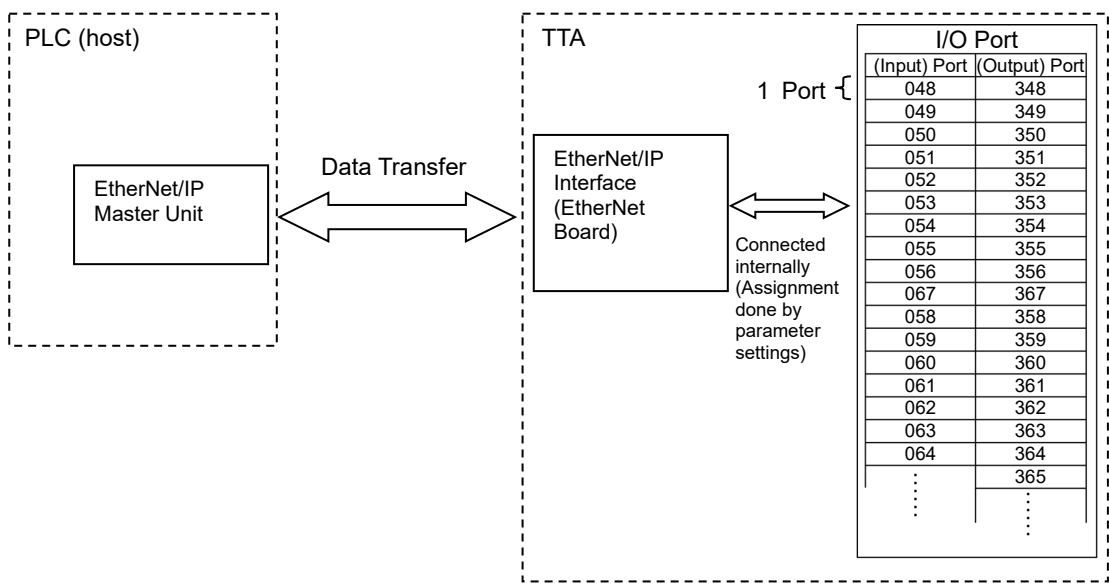 PLC (host)
EtherNet/IP
Master Unit
Data Transfer
TTA
EtherNet/IP
Interface
(EtherNet
Board)
Connected
internally
(Assignment
done by
parameter
settings)
1 Port
I/O Port
(Input) Port (Output) Port
048 348
049 349
050 350
051 351
052 352
053 353
054 354
055 355
056 356
067 367
058 358
059 359
060 360
061 361
062 362
063 363
064 364
365